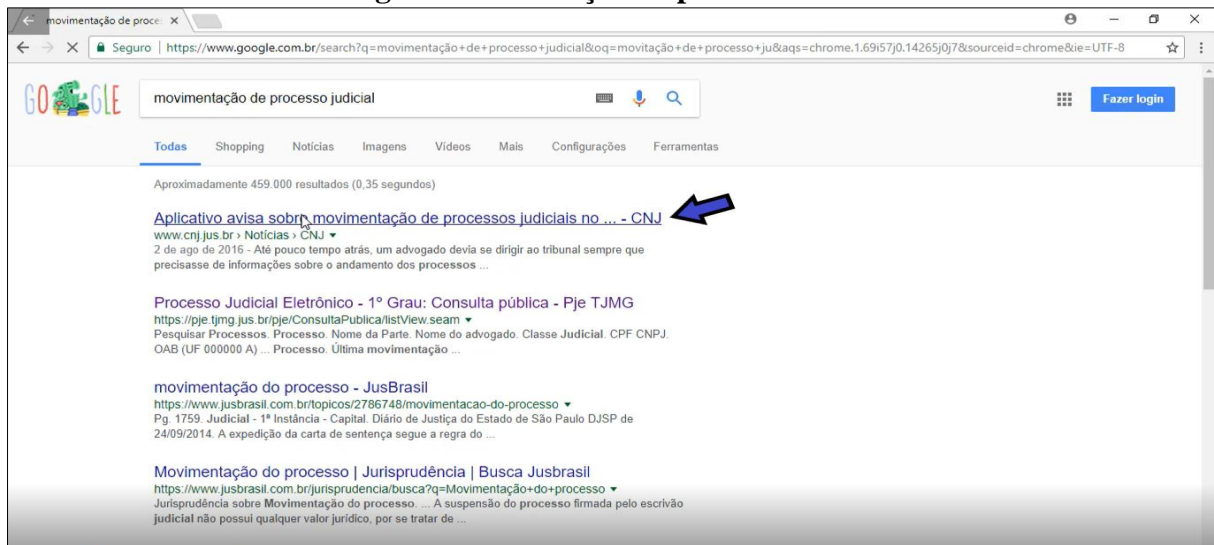 movimentação de proce
Seguro | https://www.google.com.br/search?q=movimentação+de+processo+judicial&oq=movitação+de+processo+ju&aqs=chrome.1.69i57j0.14265j0j7&sourceid=chrome&ie=UTF-8
GOOGLE
movimentação de processo judicial
Fazer login
Todas Shopping Notícias Imagens Vídeos Mais Configurações Ferramentas
Aproximadamente 459.000 resultados (0,35 segundos)
Aplicativo avisa sobre movimentação de processos judiciais no ... - CNJ
www.cnj.jus.br › Notícias › CNJ
2 de ago de 2016 - Até pouco tempo atrás, um advogado devia se dirigir ao tribunal sempre que
precisasse de informações sobre o andamento dos processos ...
Processo Judicial Eletrônico - 1º Grau: Consulta pública - Pje TJMG
https://pje.tjmg.jus.br/pje/ConsultaPublica/listView.seam
Pesquisar Processos. Processo. Nome da Parte. Nome do advogado. Classe Judicial. CPF CNPJ.
OAB (UF 000000 A) ... Processo. Última movimentação ...
movimentação do processo - JusBrasil
https://www.jusbrasil.com.br/topicos/2786748/movimentacao-do-processo
Pg. 1759. Judicial - 1ª Instância - Capital. Diário de Justiça do Estado de São Paulo DJSP de
24/09/2014. A expedição da carta de sentença segue a regra do ...
Movimentação do processo | Jurisprudência | Busca Jusbrasil
https://www.jusbrasil.com.br/jurisprudencia/busca?q=Movimentação+do+processo
Jurisprudência sobre Movimentação do processo. ... A suspensão do processo firmada pelo escrivão
judicial não possui qualquer valor jurídico, por se tratar de ...